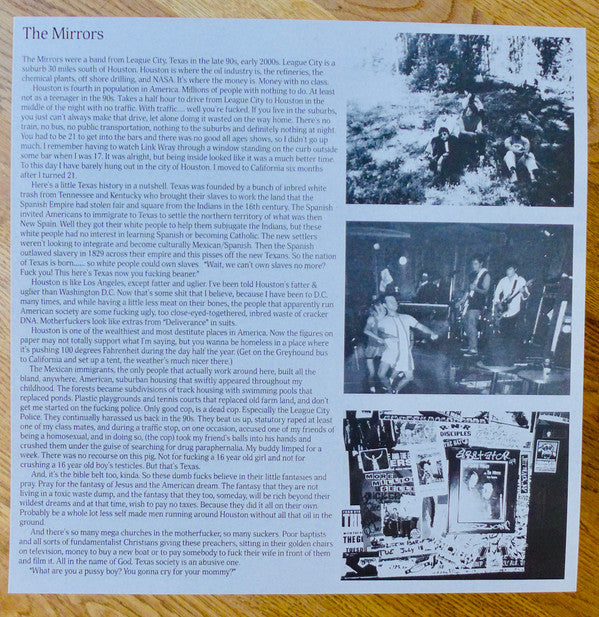 The Mirrors
The Mirrors were a band from League City, Texas in the late 90s, early 2000s. League City is a
suburb 30 miles south of Houston. Houston is where the oil industry is, the refineries, the
chemical plants, off shore drilling, and NASA. It's where the money is. Money with no class.
Houston is fourth in population in America. Millions of people with nothing to do. At least
not as a teenager in the 90s. Takes a half hour to drive from League City to Houston in the
middle of the night with no traffic. With traffic.... well you're fucked. If you live in the suburbs,
you just can't always make that drive, let alone doing it wasted on the way home. There's no
train, no bus, no public transportation, nothing to the suburbs and definitely nothing at night.
You had to be 21 to get into the bars and there was no good all ages shows, so I didn't go up
much. I remember having to watch Link Wray through a window standing on the curb outside
some bar when I was 17. It was alright, but being inside looked like it was a much better time.
To this day I have barely hung out in the city of Houston. I moved to California six months
after I turned 21.
Here's a little Texas history in a nutshell. Texas was founded by a bunch of inbred white
trash from Tennessee and Kentucky who brought their slaves to work the land that the
Spanish Empire had stolen fair and square from the Indians in the 16th century. The Spanish
invited Americans to immigrate to Texas to settle the northern territory of what was then
New Spain. Well they got their white people to help them subjugate the Indians, but these
white people had no interest in learning Spanish or becoming Catholic. The new settlers
weren't looking to integrate and become culturally Mexican/Spanish. Then the Spanish
outlawed slavery in 1829 across their empire and this pisses off the new Texans. So the nation
of Texas is born...... so white people could own slaves. "Wait, we can't own slaves no more?
Fuck you! This here's Texas now you fucking beaner."
Houston is like Los Angeles, except fatter and uglier. I've been told Houston's fatter &
uglier than Washington D.C. Now that's some shit that I believe, because I have been to D.C.
many times, and while having a little less meat on their bones, the people that apparently run
American society are some fucking ugly, too close-eyed-togethered, inbred waste of cracker
DNA. Motherfuckers look like extras from "Deliverance" in suits.
Houston is one of the wealthiest and most destitute places in America. Now the figures on
paper may not totally support what I'm saying, but you wanna be homeless in a place where
it's pushing 100 degrees Fahrenheit during the day half the year. (Get on the Greyhound bus
to California and set up a tent, the weather's much nicer there.)
The Mexican immigrants, the only people that actually work around here, built all the
bland, anywhere, American, suburban housing that swiftly appeared throughout my
childhood. The forests became subdivisions of track housing with swimming pools that
replaced ponds. Plastic playgrounds and tennis courts that replaced old farm land, and don't
get me started on the fucking police. Only good cop, is a dead cop. Especially the League City
Police. They continually harassed us back in the 90s. They beat us up, statutory raped at least
one of my class mates, and during a traffic stop, on one occasion, accused one of my friends of
being a homosexual, and in doing so, (the cop) took my friend's balls into his hands and
crushed them under the guise of searching for drug paraphernalia. My buddy limped for a
week. There was no recourse on this pig. Not for fucking a 16 year old girl and not for
crushing a 16 year old boy's testicles. But that's Texas.
And, it's the bible belt too, kinda. So these dumb fucks believe in their little fantasies and
pray. Pray for the fantasy of Jesus and the American dream. The fantasy that they are not
living in a toxic waste dump, and the fantasy that they too, someday, will be rich beyond their
wildest dreams and at that time, wish to pay no taxes. Because they did it all on their own.
Probably be a whole lot less self made men running around Houston without all that oil in the
ground.
And there's so many mega churches in the motherfucker, so many suckers. Poor baptists
and all sorts of fundamentalist Christians giving these preachers, sitting in their golden chairs
on television, money to buy a new boat or to pay somebody to fuck their wife in front of them
and film it. All in the name of God. Texas society is an abusive one.
"What are you a pussy boy? You gonna cry for your mommy?"
DISCIPLES